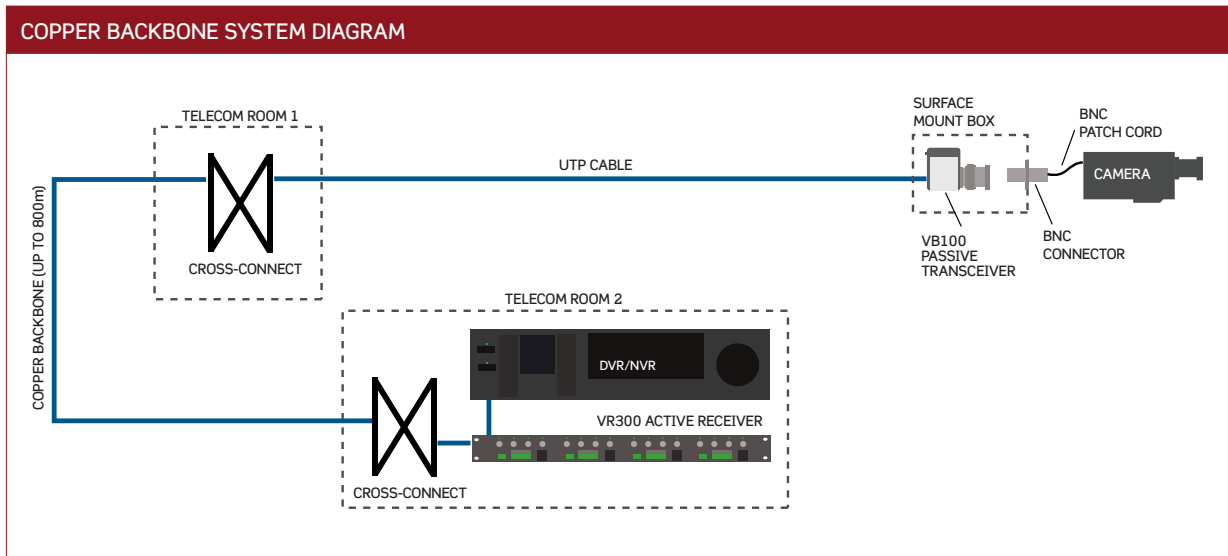 COPPER BACKBONE SYSTEM DIAGRAM
TELECOM ROOM 1
CROSS-CONNECT
UTP CABLE
SURFACE
MOUNT BOX
BNC
PATCH CORD
CAMERA
VB100
PASSIVE
TRANSCEIVER
BNC
CONNECTOR
COPPER BACKBONE (UP TO 800m)
TELECOM ROOM 2
DVR/NVR
VR300 ACTIVE RECEIVER
CROSS-CONNECT